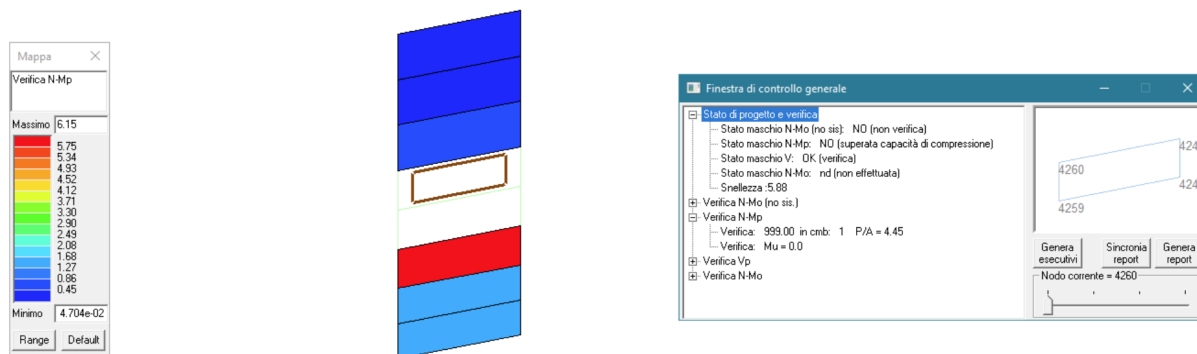 Mappa
Verifica N-Mp
Massimo 6.15
5.75
5.34
4.93
4.52
4.12
3.71
3.30
2.90
2.49
2.08
1.68
1.27
0.86
0.45
Minimo 4.704e-02
Range Default
Finestra di controllo generale
Stato di progetto e verifica
Stato maschio N-Mo (no sis): NO (non verifica)
Stato maschio N-Mp: NO (superata capacità di compressione)
Stato maschio V: OK (verifica)
Stato maschio N-Mo: nd (non effettuata)
Snellezza :5.88
Verifica N-Mo (no sis.)
Verifica N-Mp
Verifica: 999.00 in cmb: 1 P/A = 4.45
Verifica: Mu = 0.0
Verifica Vp
Verifica N-Mo
424
4260
424
4259
Genera esecutivi
Sincronia report
Genera report
Nodo corrente = 4260